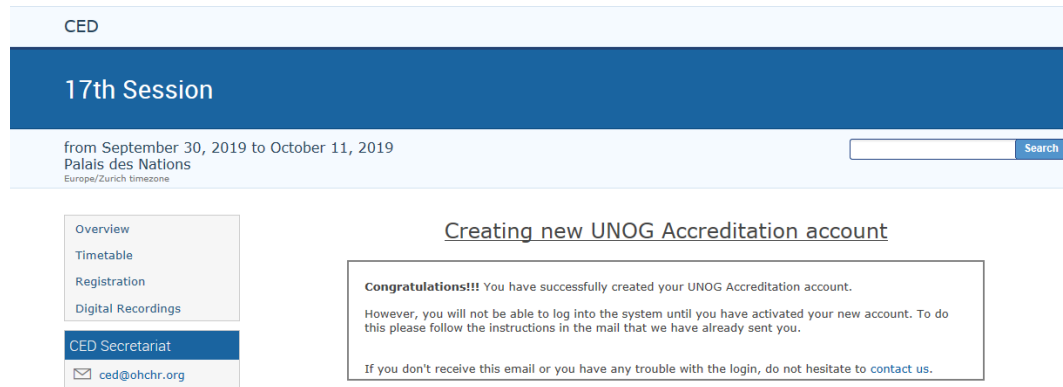 CED
17th Session
from September 30, 2019 to October 11, 2019
Palais des Nations
Europe/Zurich timezone
Search
Overview
Timetable
Registration
Digital Recordings
CED Secretariat
ced@ohchr.org
Creating new UNOG Accreditation account
Congratulations!!! You have successfully created your UNOG Accreditation account.
However, you will not be able to log into the system until you have activated your new account. To do
this please follow the instructions in the mail that we have already sent you.
If you don't receive this email or you have any trouble with the login, do not hesitate to contact us.